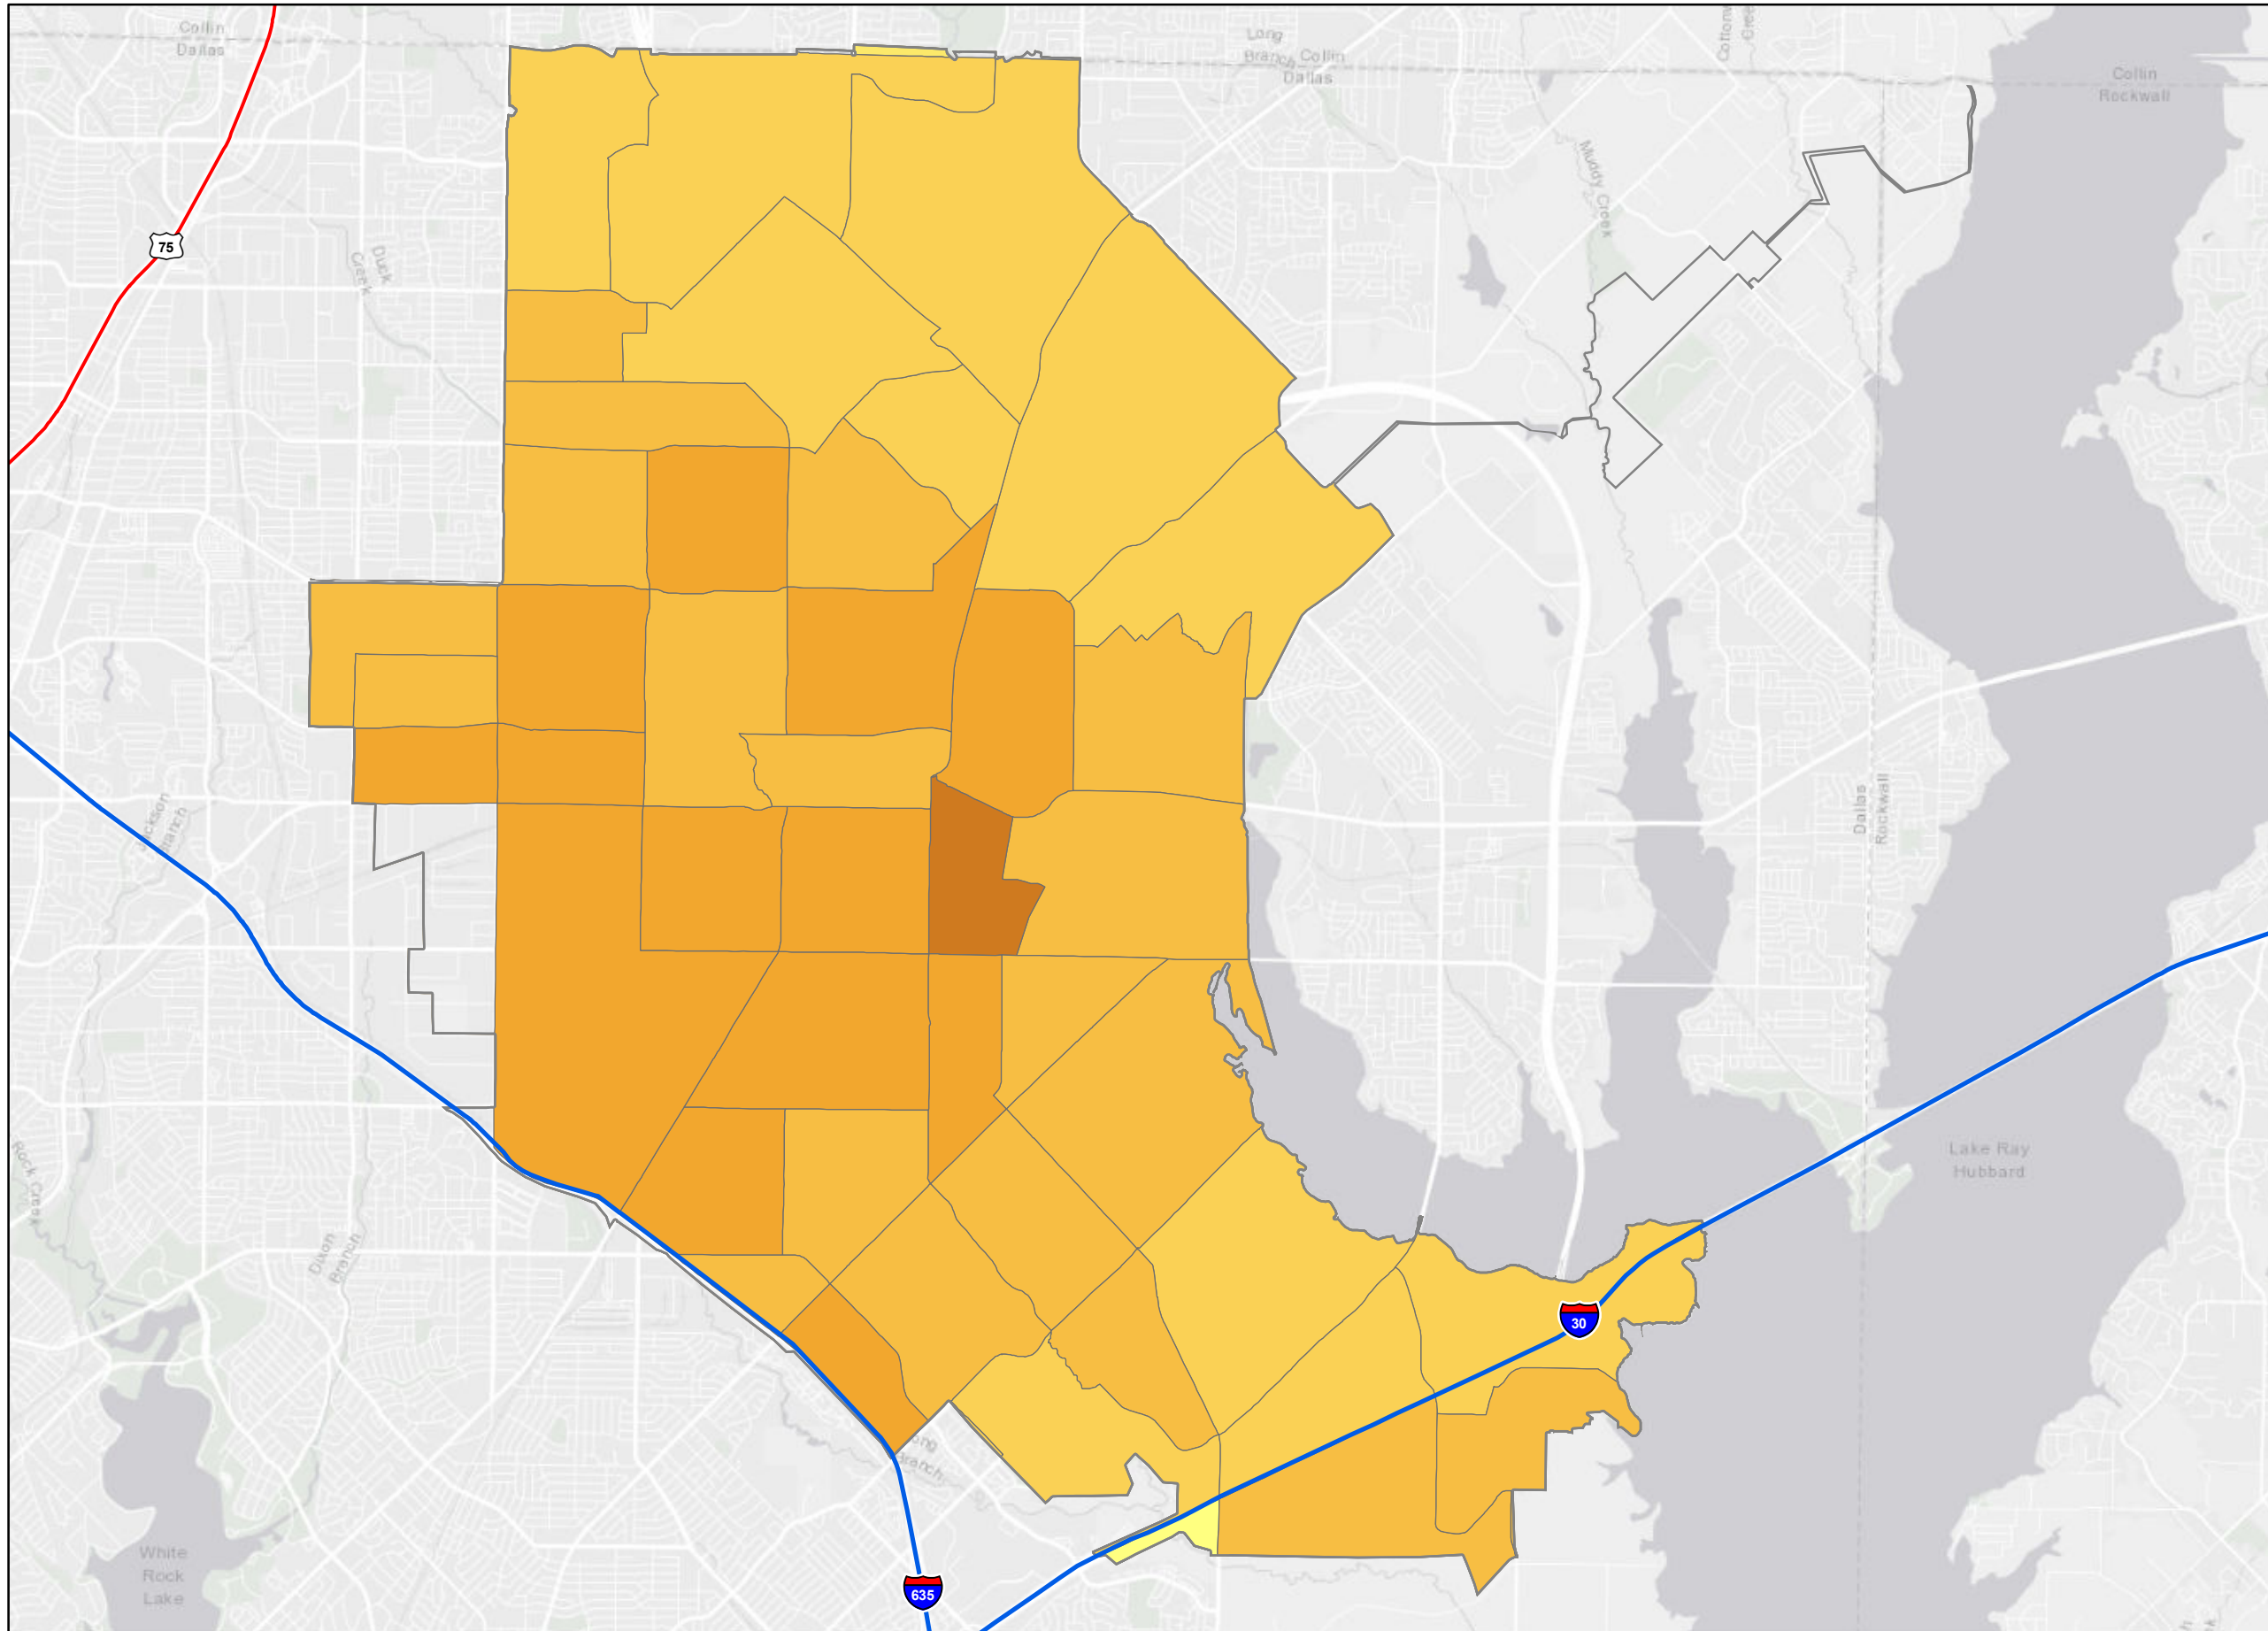 Collin
Dallas
Long
Branch
Collin
Dallas
Collin
Rockwall
Muddy Creek
75
Duck
Creek
Dallas
Rockwall
Lake Ray
Hubbard
Rock Creek
Dixon
Branch
30
Branch
White
Rock
Lake
635